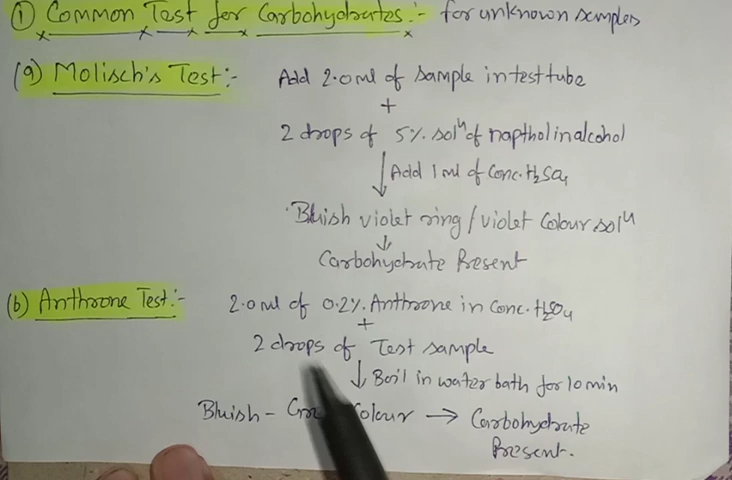 ① Common Test for Carbohydrates:- for unknown samples
(a) Molisch's Test:- Add 2.0ml of sample in test tube
+
2 drops of 5% solⁿ of napthol in alcohol
↓ Add 1 ml of Conc. H₂SO₄
Bluish violet ring / violet Colour solⁿ
↓
Carbohydrate Present
(b) Anthrone Test:- 2.0 ml of 0.2% Anthrone in Conc. H₂SO₄
+
2 drops of Test sample
↓ Boil in water bath for 10 min
Bluish - Colour → Carbohydrate
Present.